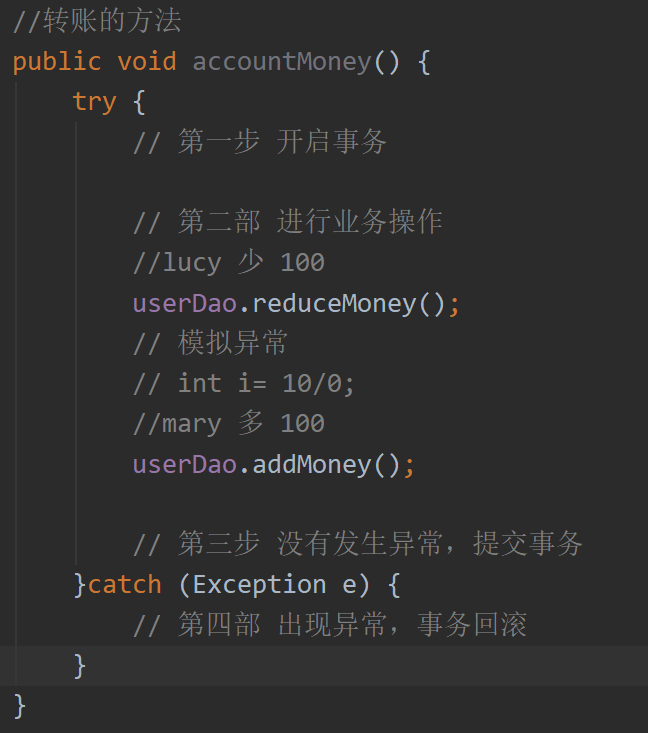 //转账的方法
public void accountMoney() {
try {
// 第一步 开启事务
// 第二部 进行业务操作
//lucy 少 100
userDao.reduceMoney();
// 模拟异常
// int i= 10/0;
//mary 多 100
userDao.addMoney();
// 第三步 没有发生异常，提交事务
}catch (Exception e) {
// 第四部 出现异常，事务回滚
}
}